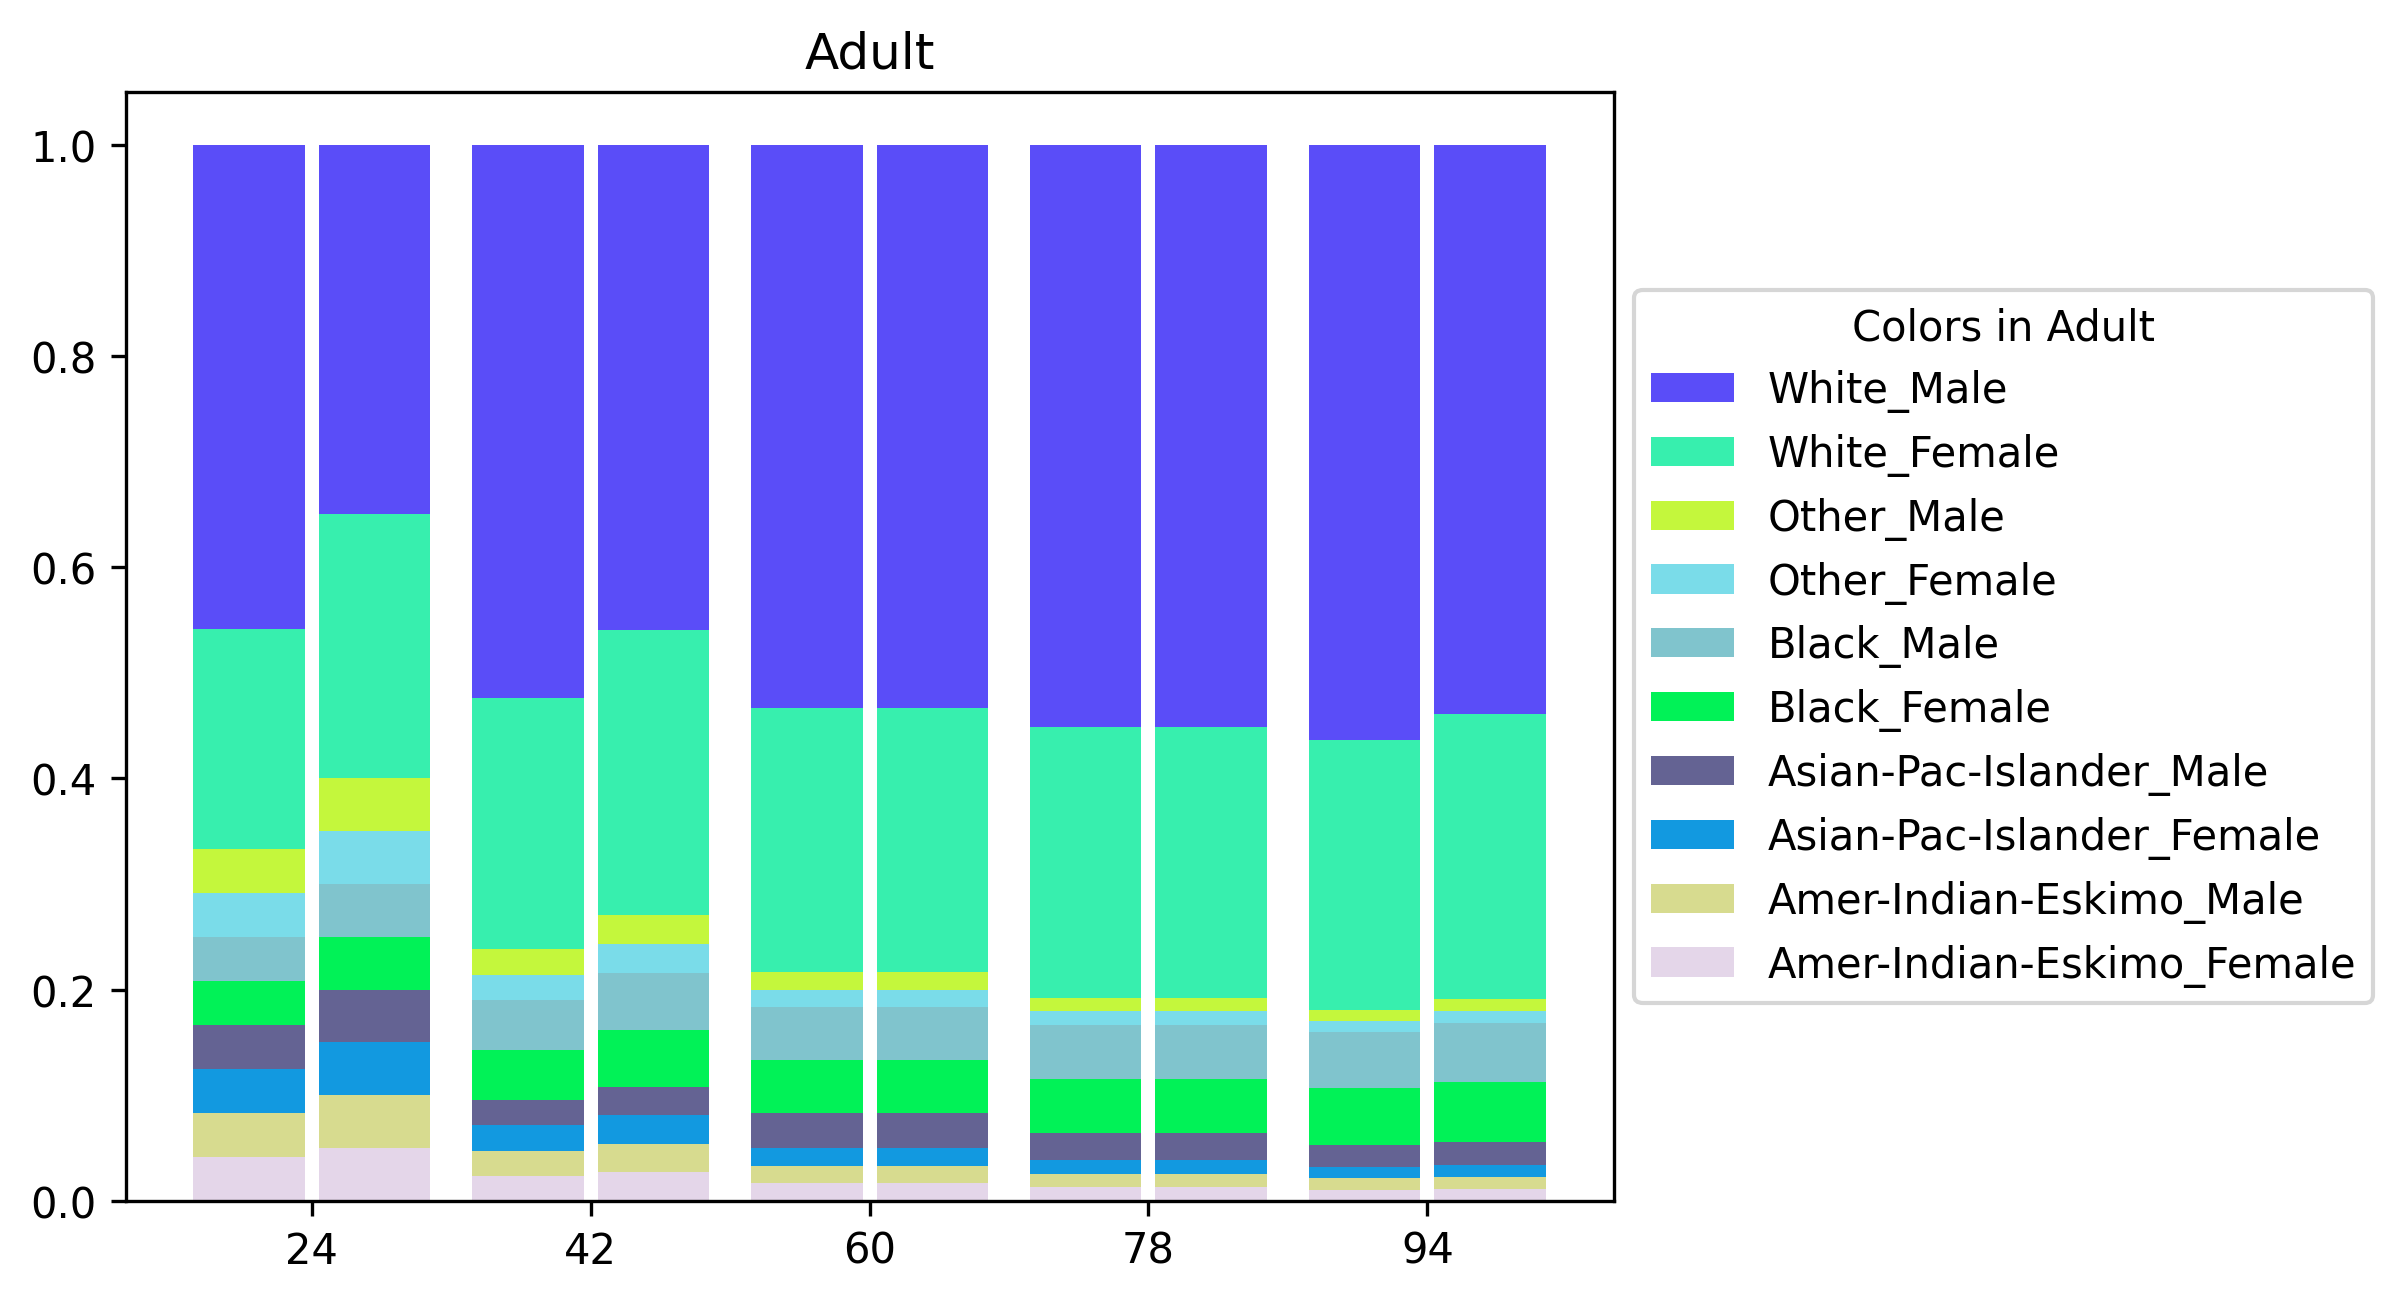 Adult
1.0
0.8
0.6
0.4
0.2
0.0
24 42 60 78 94
Colors in Adult
White_Male
White_Female
Other_Male
Other_Female
Black_Male
Black_Female
Asian-Pac-Islander_Male
Asian-Pac-Islander_Female
Amer-Indian-Eskimo_Male
Amer-Indian-Eskimo_Female